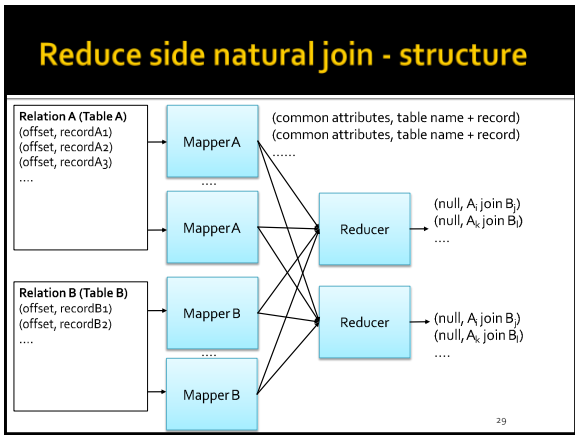 Reduce side natural join - structure
Relation A (Table A)
(offset, recordA1)
(offset, recordA2)
(offset, recordA3)
....
Mapper A
....
Mapper A
(common attributes, table name + record)
(common attributes, table name + record)
......
Relation B (Table B)
(offset, recordB1)
(offset, recordB2)
....
Mapper B
....
Mapper B
Reducer
(null, Ai join Bj)
(null, Ak join Bl)
....
Reducer
(null, Ai join Bj)
(null, Ak join Bl)
....
29